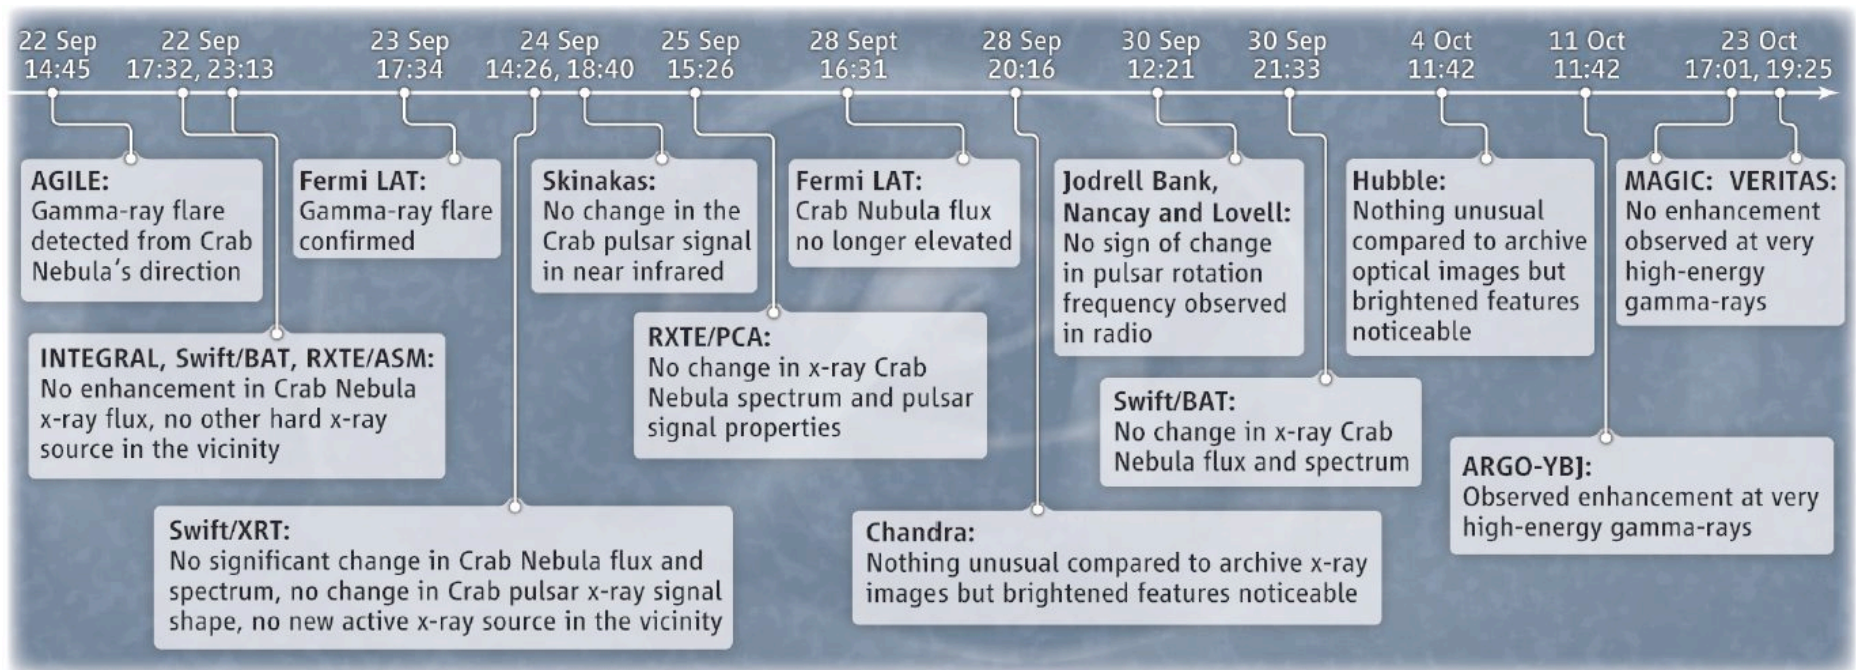 22 Sep
14:45
22 Sep
17:32, 23:13
23 Sep
17:34
24 Sep
14:26, 18:40
25 Sep
15:26
28 Sept
16:31
28 Sep
20:16
30 Sep
12:21
30 Sep
21:33
4 Oct
11:42
11 Oct
11:42
23 Oct
17:01, 19:25
AGILE:
Gamma-ray flare
detected from Crab
Nebula's direction
INTEGRAL, Swift/BAT, RXTE/ASM:
No enhancement in Crab Nebula
x-ray flux, no other hard x-ray
source in the vicinity
Fermi LAT:
Gamma-ray flare
confirmed
Swift/XRT:
No significant change in Crab Nebula flux and
spectrum, no change in Crab pulsar x-ray signal
shape, no new active x-ray source in the vicinity
Skinakas:
No change in the
Crab pulsar signal
in near infrared
RXTE/PCA:
No change in x-ray Crab
Nebula spectrum and pulsar
signal properties
Fermi LAT:
Crab Nubula flux
no longer elevated
Chandra:
Nothing unusual compared to archive x-ray
images but brightened features noticeable
Jodrell Bank,
Nancay and Lovell:
No sign of change
in pulsar rotation
frequency observed
in radio
Swift/BAT:
No change in x-ray Crab
Nebula flux and spectrum
Hubble:
Nothing unusual
compared to archive
optical images but
brightened features
noticeable
ARGO-YBJ:
Observed enhancement at very
high-energy gamma-rays
MAGIC: VERITAS:
No enhancement
observed at very
high-energy
gamma-rays